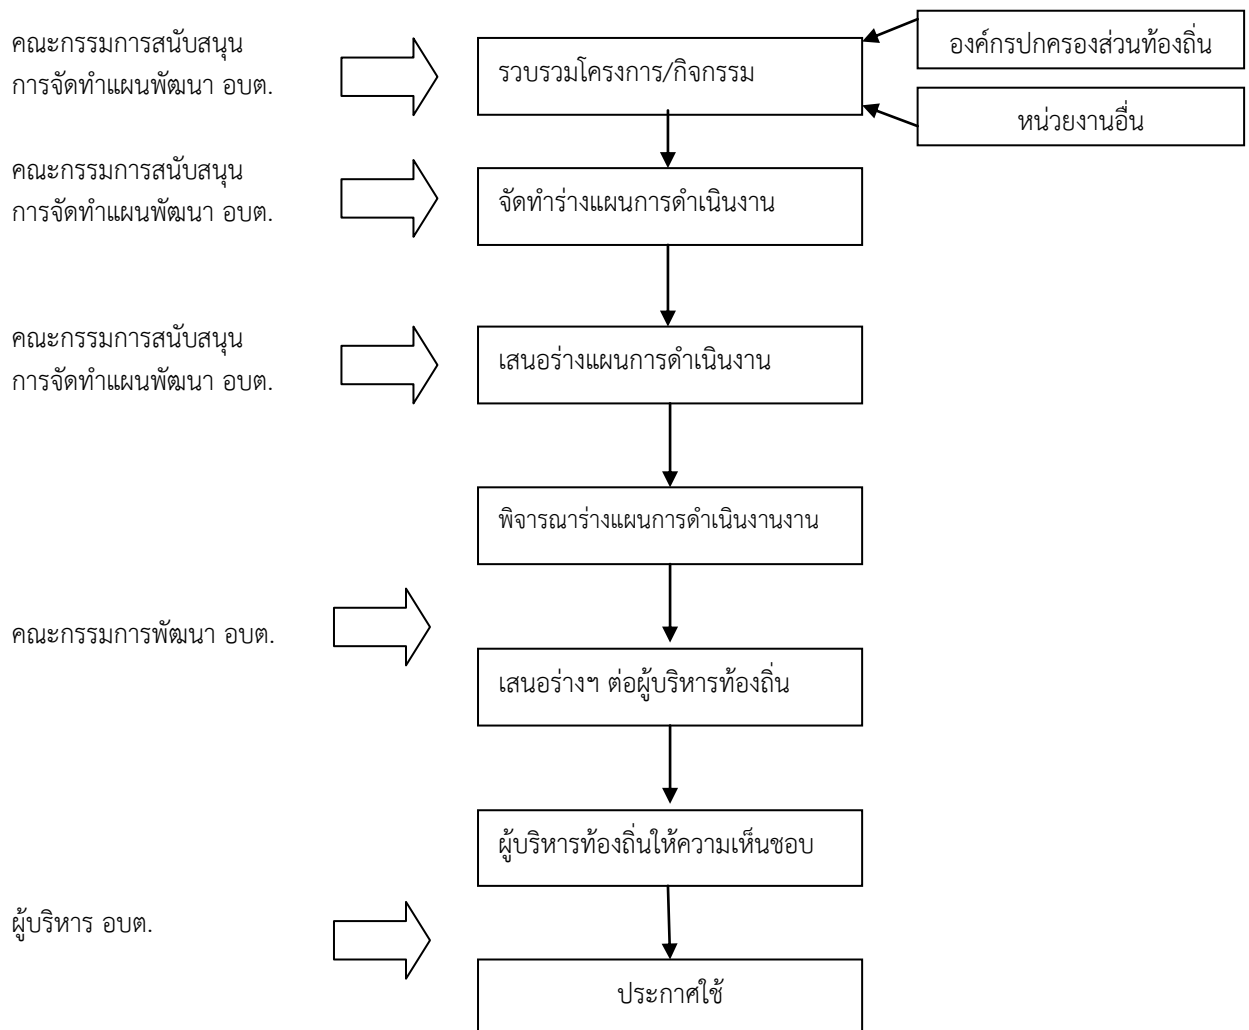 คณะกรรมการสนับสนุน
การจัดทำแผนพัฒนา อบต.
รวบรวมโครงการ/กิจกรรม
องค์กรปกครองส่วนท้องถิ่น
หน่วยงานอื่น
คณะกรรมการสนับสนุน
การจัดทำแผนพัฒนา อบต.
จัดทำร่างแผนการดำเนินงาน
คณะกรรมการสนับสนุน
การจัดทำแผนพัฒนา อบต.
เสนอร่างแผนการดำเนินงาน
พิจารณาร่างแผนการดำเนินงานงาน
คณะกรรมการพัฒนา อบต.
เสนอร่างฯ ต่อผู้บริหารท้องถิ่น
ผู้บริหารท้องถิ่นให้ความเห็นชอบ
ผู้บริหาร อบต.
ประกาศใช้